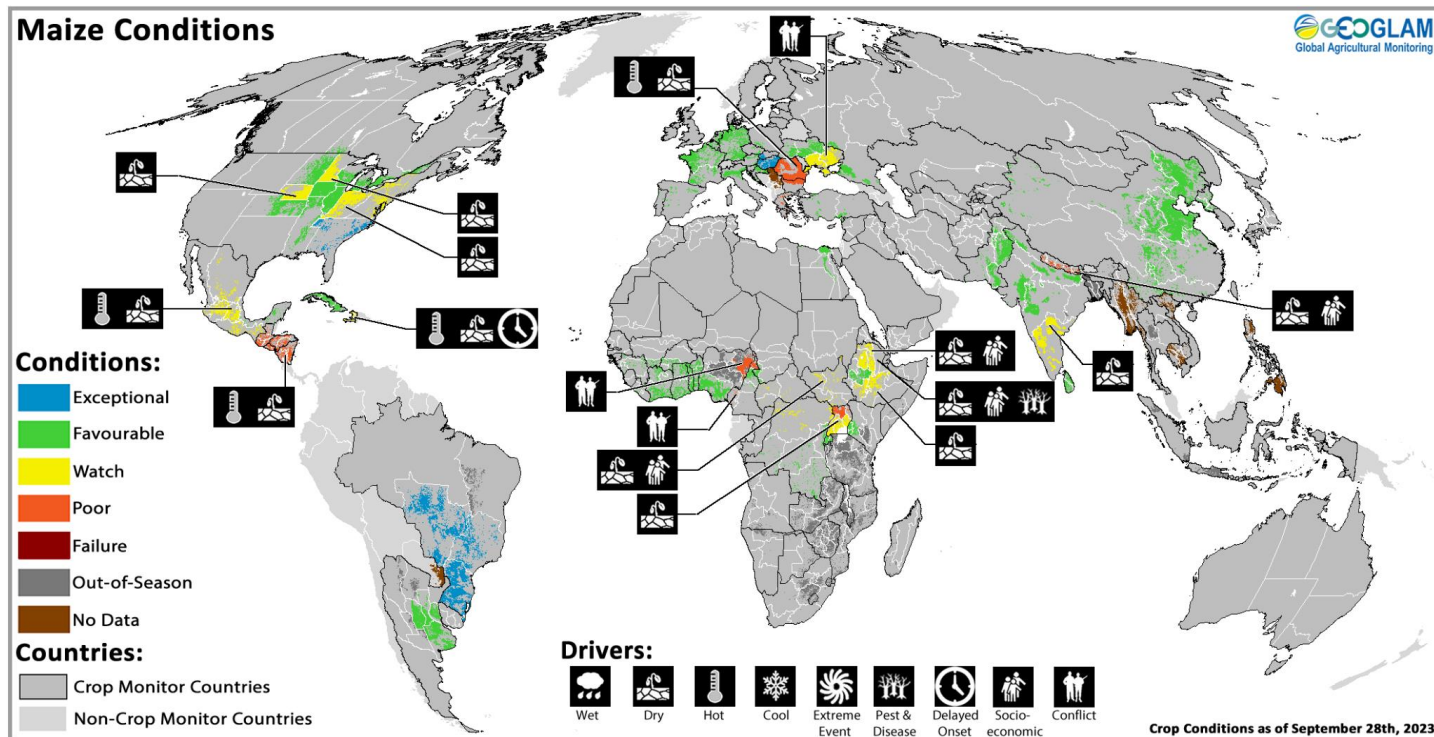 Maize Conditions
GEOGLAM
Global Agricultural Monitoring
Conditions:
Exceptional
Favourable
Watch
Poor
Failure
Out-of-Season
No Data
Countries:
Crop Monitor Countries
Non-Crop Monitor Countries
Drivers:
Wet
Dry
Hot
Cool
Extreme
Event
Pest &
Disease
Delayed
Onset
Socio-
economic
Conflict
Crop Conditions as of September 28th, 2023